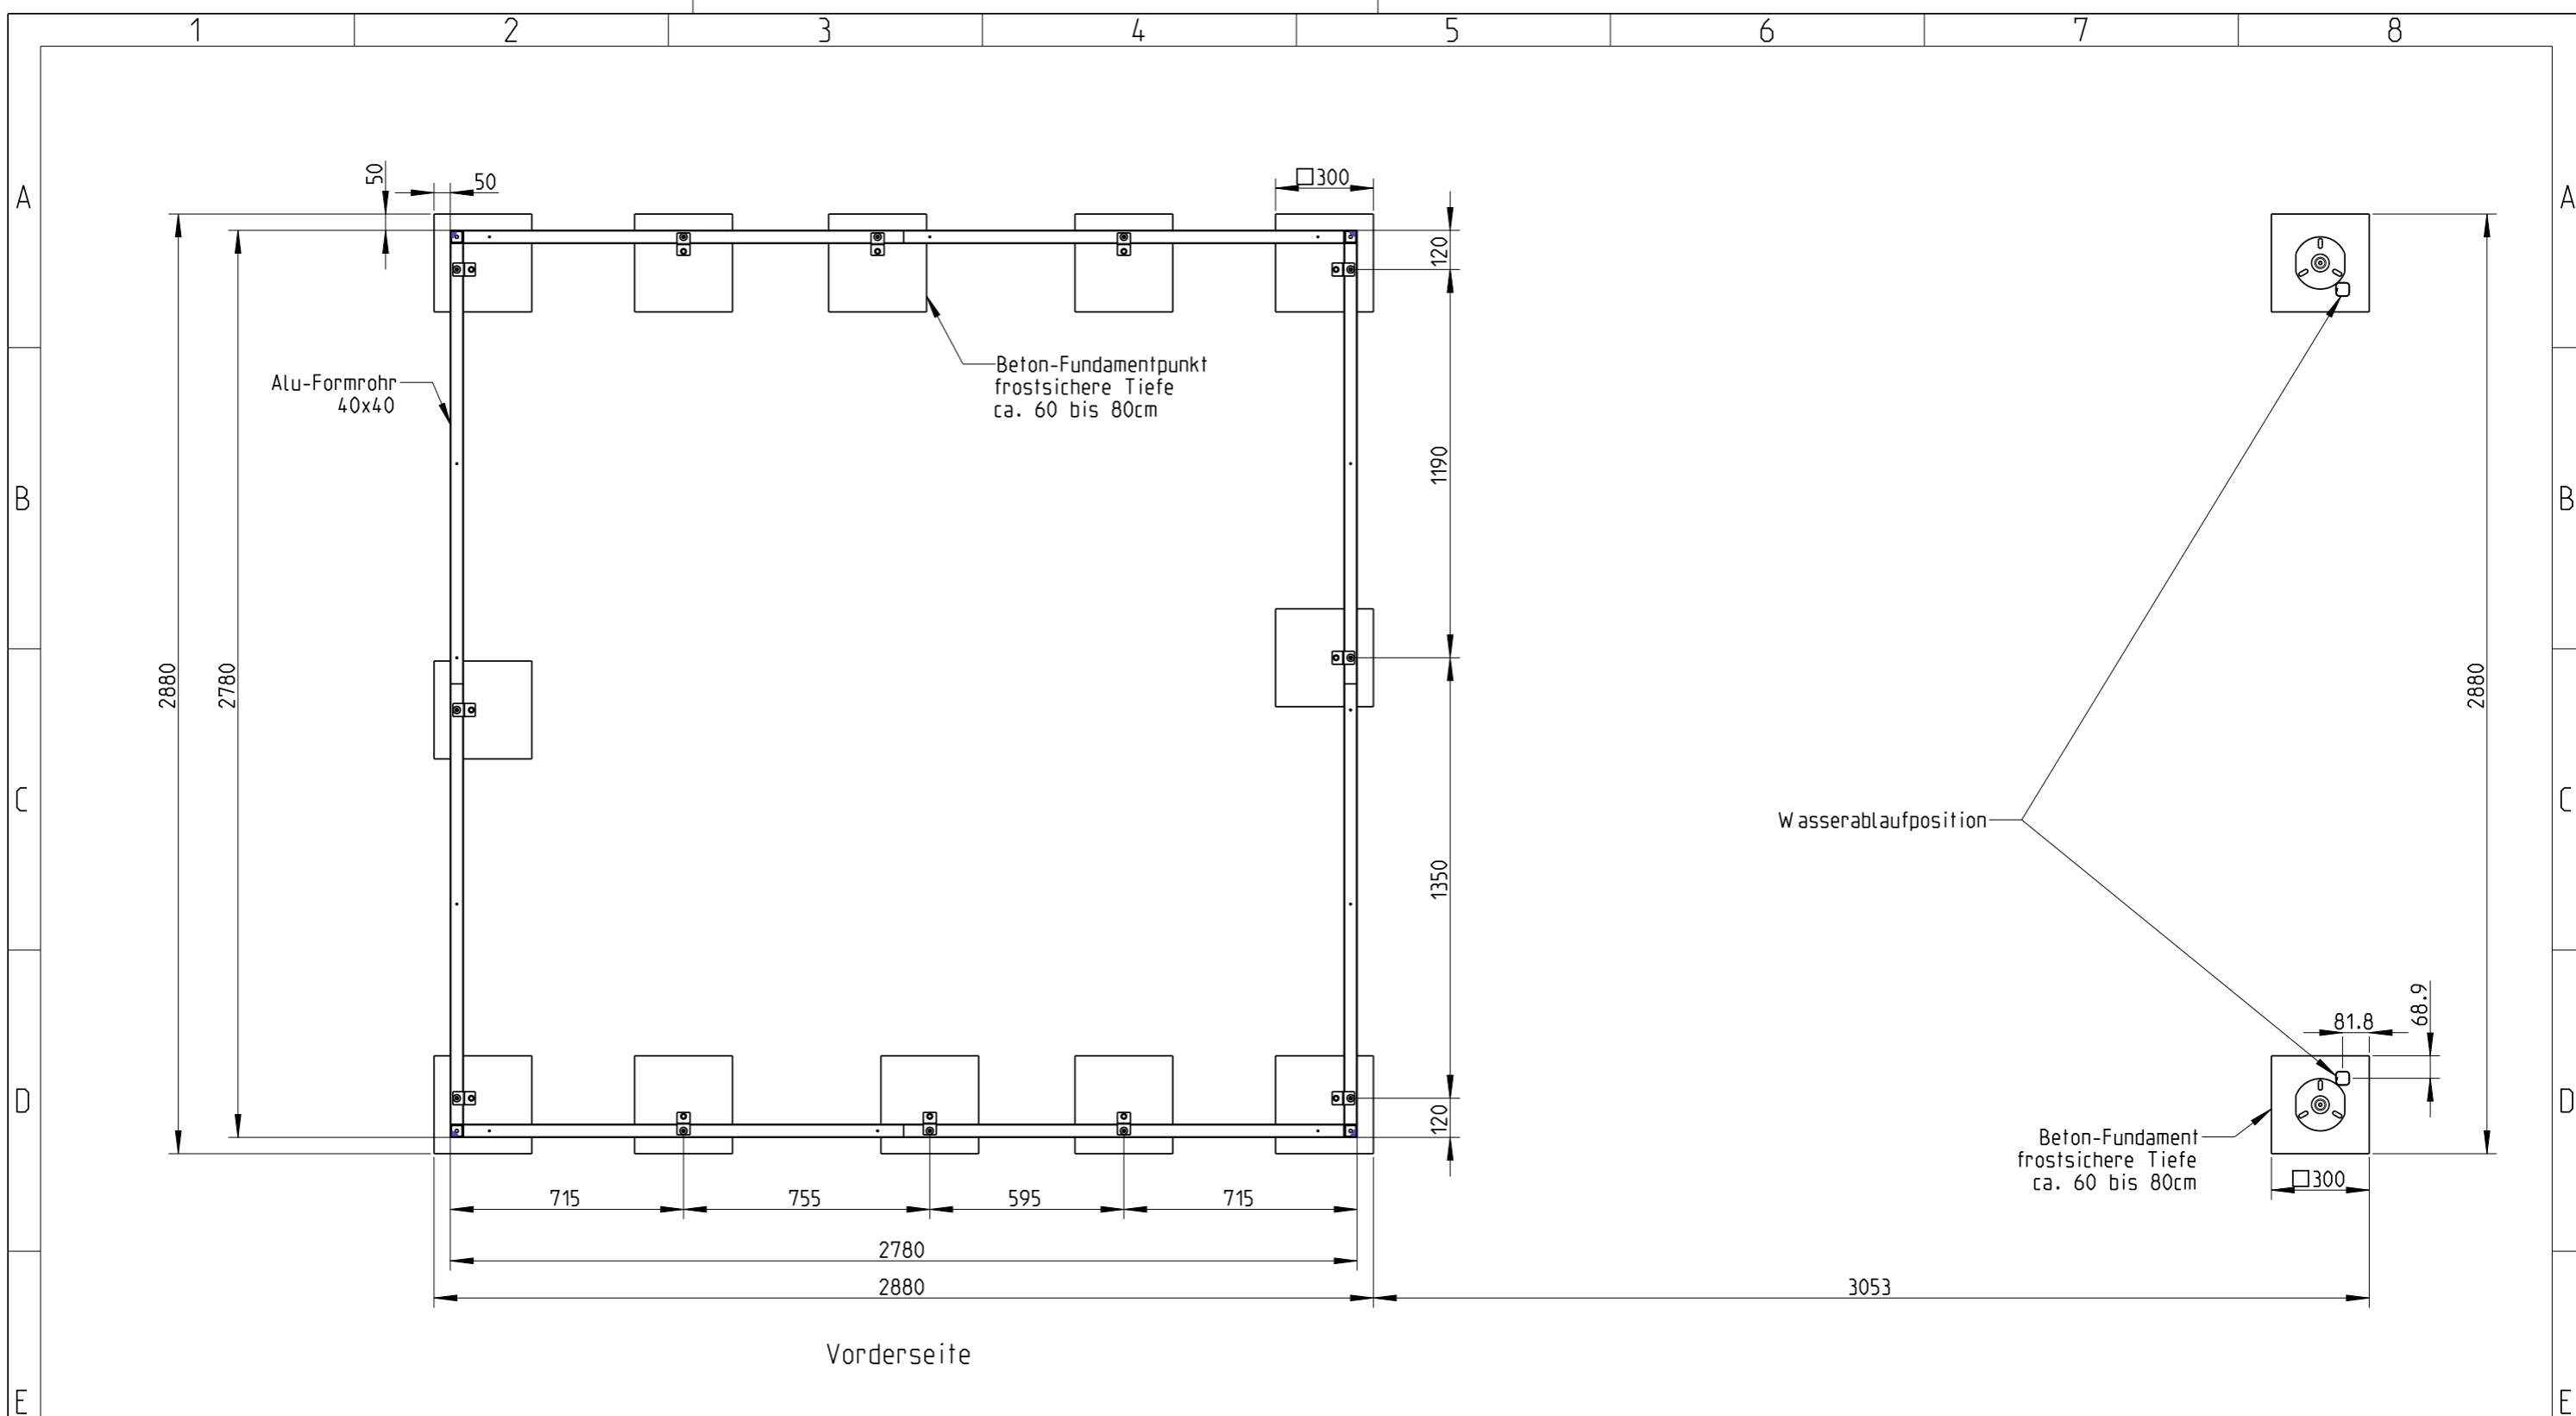 1 2 3 4 5 6 7 8
A A
50 50 □300
120
Alu-Formrohr
40x40
Beton-Fundamentpunkt
frostsichere Tiefe
ca. 60 bis 80cm
1190
B B
2880 2780 2880
C C
Wasserablaufposition
1350
81.8 68.9
D D
120
Beton-Fundament
frostsichere Tiefe
ca. 60 bis 80cm
□300
715 755 595 715
2780
2880 3053
Vorderseite
E E